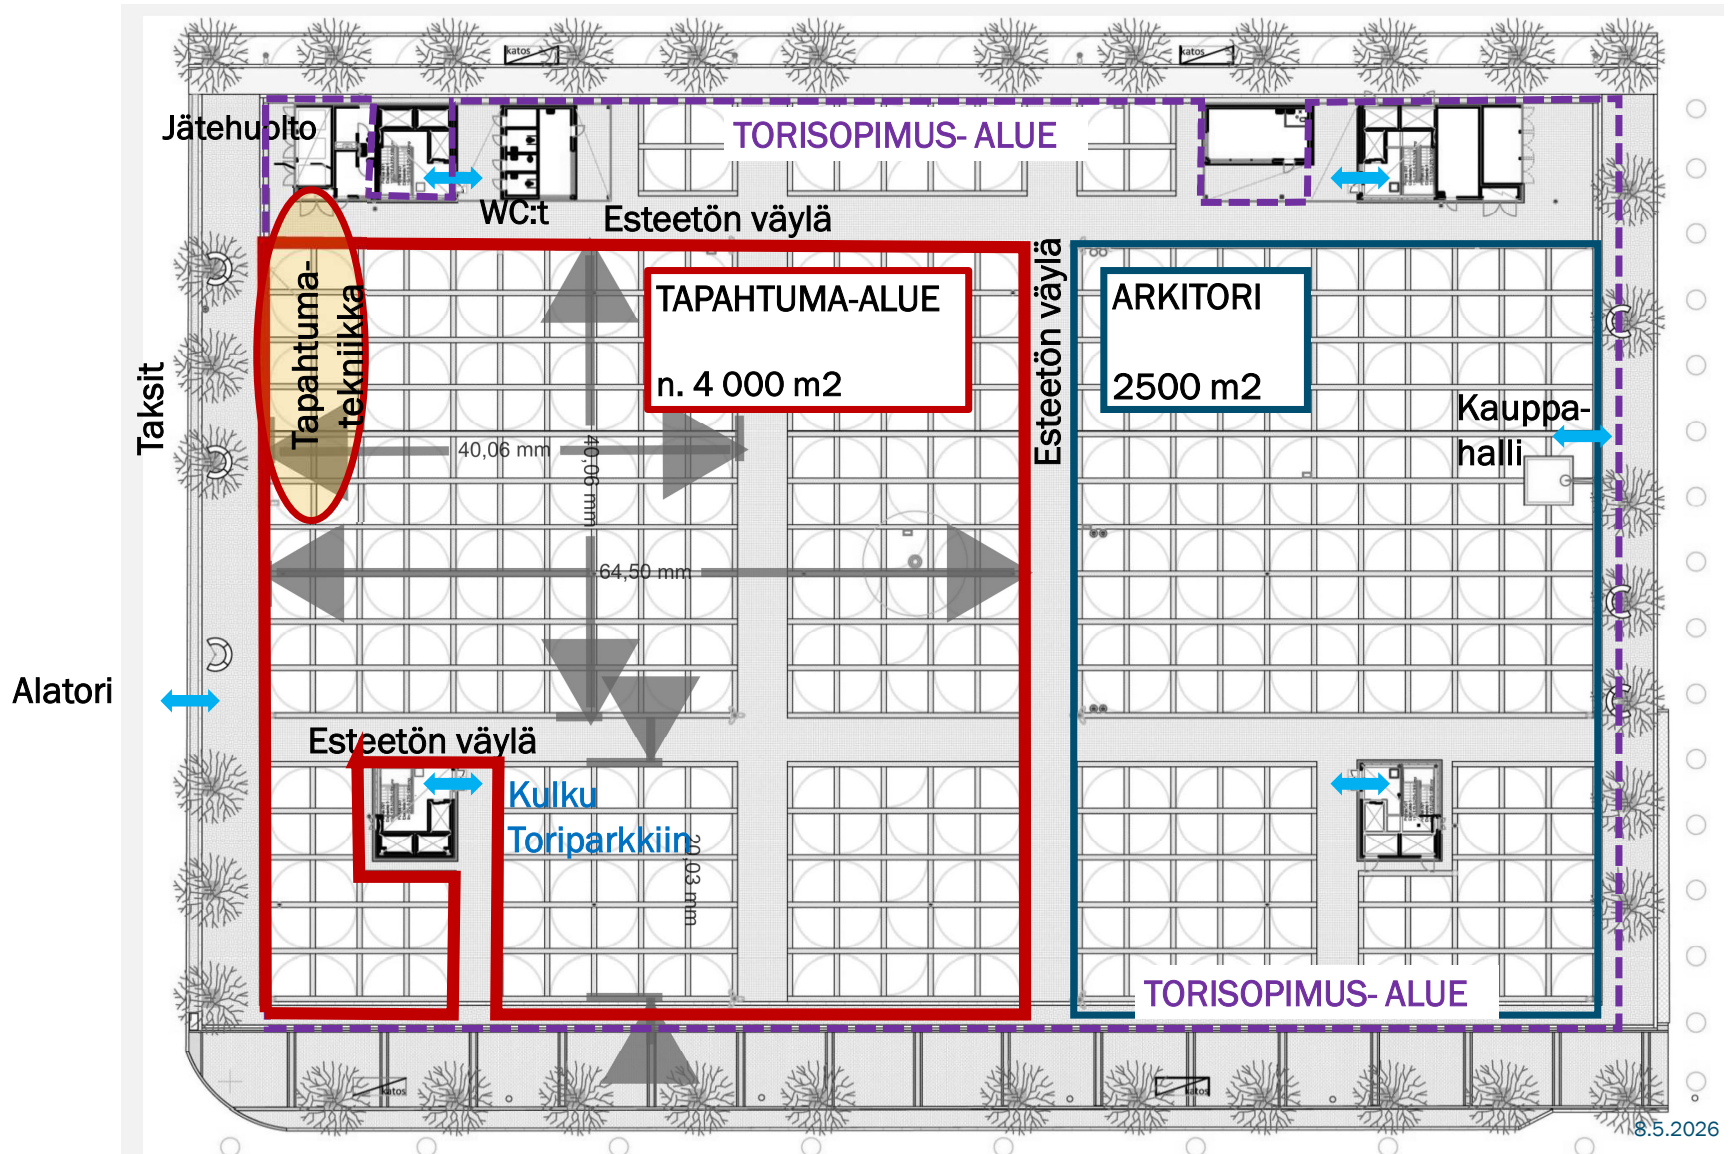 katos
katos
Jätehuolto
TORISOPIMUS- ALUE
WC:t
Esteetön väylä
Tapahtuma-
tekniikka
TAPAHTUMA-ALUE
n. 4 000 m2
Esteetön väylä
ARKITORI
2500 m2
Taksit
Kauppa-
halli
40,06 mm
40,06 mm
64,50 mm
Alatori
Esteetön väylä
Kulku
Toriparkkiin
20,03 mm
TORISOPIMUS- ALUE
katos
katos
8.5.2026